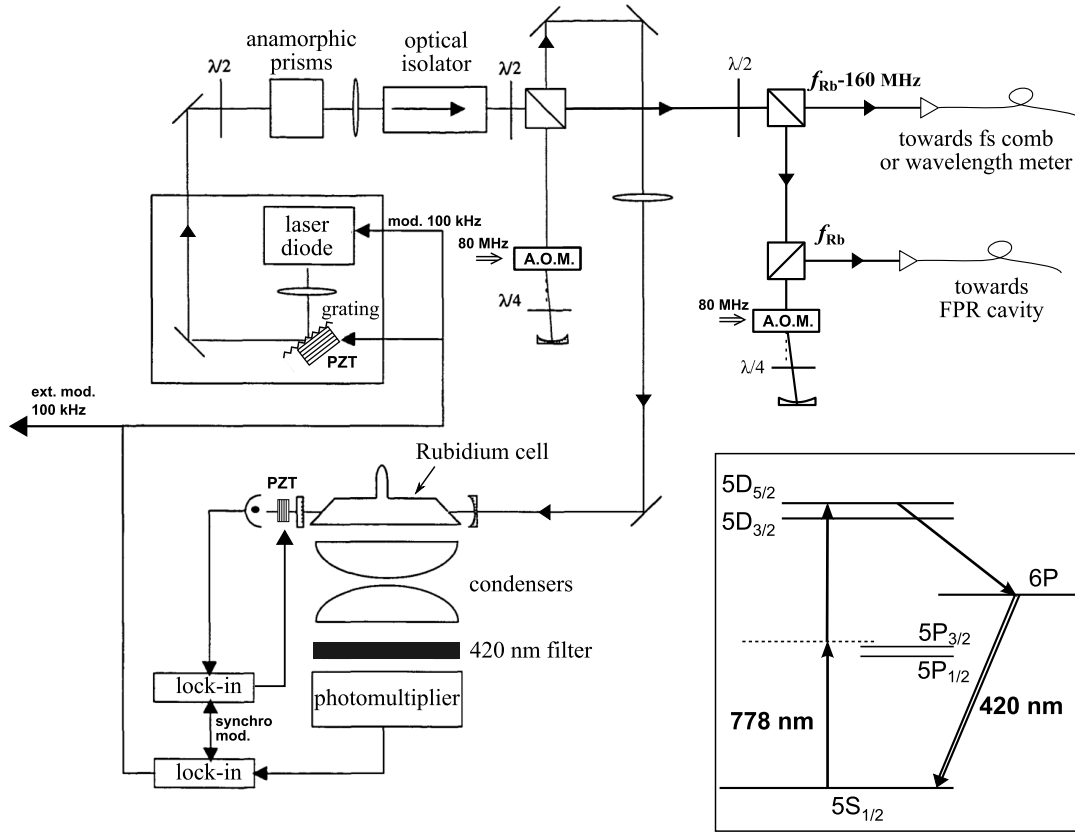 anamorphic
prisms
optical
isolator
λ/2
λ/2
λ/2
f_Rb-160 MHz
towards fs comb
or wavelength meter
laser
diode
mod. 100 kHz
80 MHz
A.O.M.
λ/4
grating
PZT
f_Rb
towards
FPR cavity
80 MHz
A.O.M.
λ/4
ext. mod.
100 kHz
Rubidium cell
PZT
condensers
420 nm filter
photomultiplier
lock-in
synchro
mod.
lock-in
5D5/2
5D3/2
6P
5P3/2
5P1/2
778 nm
420 nm
5S1/2